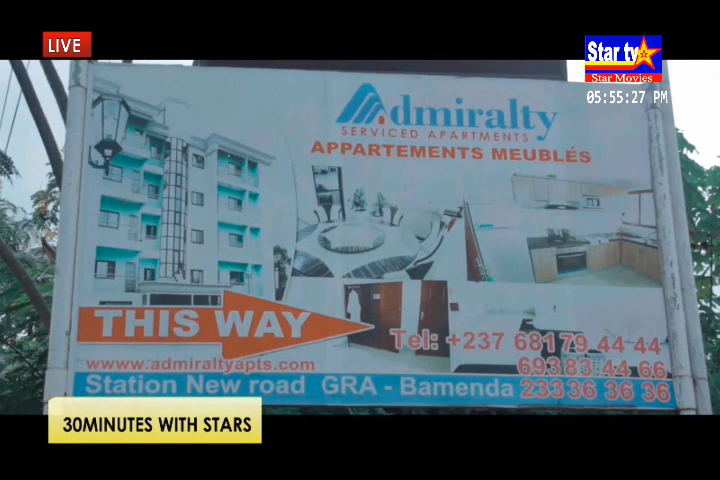 LIVE
Star tv
Star Movies
05:55:27 PM
Admiralty
SERVICED APARTMENTS
APPARTEMENTS MEUBLÉS
THIS WAY
Tel: +237 68179 44 44
www.admiraltyapts.com
69383 44 66
Station New road GRA - Bamenda 23336 36 36
30MINUTES WITH STARS